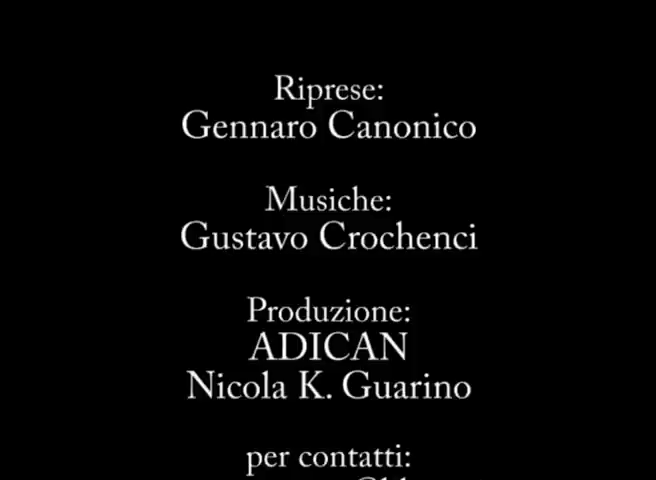 Riprese:
Gennaro Canonico
Musiche:
Gustavo Crochenci
Produzione:
ADICAN
Nicola K. Guarino
per contatti: